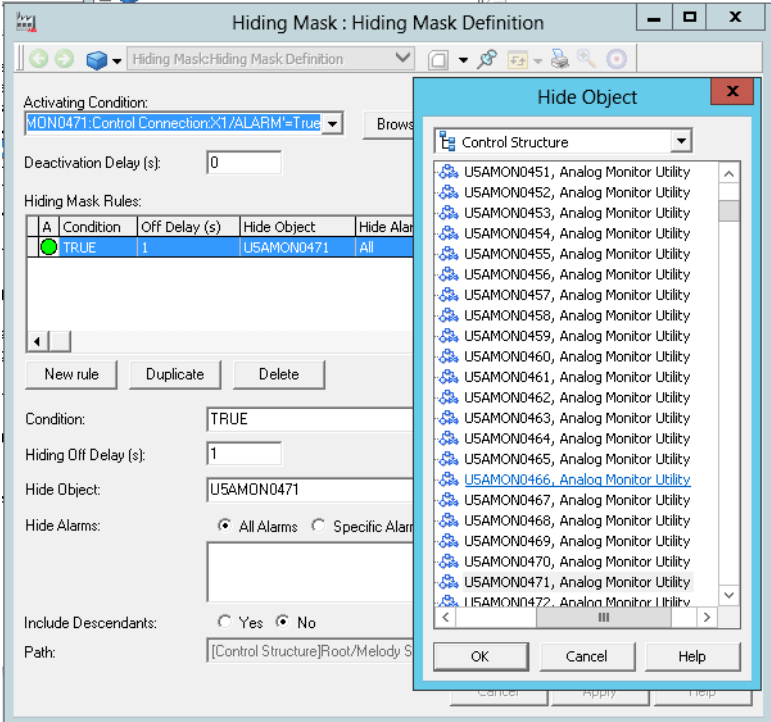 Hiding Mask : Hiding Mask Definition
Hiding Mask:Hiding Mask Definition
Activating Condition:
MON0471:Control Connection:X1/ALARM'=True
Brows
Deactivation Delay (s):
0
Hiding Mask Rules:
A Condition Off Delay (s) Hide Object Hide Alar
TRUE 1 U5AMON0471 All
New rule Duplicate Delete
Condition:
TRUE
Hiding Off Delay (s):
1
Hide Object:
U5AMON0471
Hide Alarms:
All Alarms Specific Alarr
Include Descendants:
Yes No
Path:
[Control Structure]Root/Melody S
Cancel Apply Help
Hide Object
Control Structure
U5AMON0451, Analog Monitor Utility
U5AMON0452, Analog Monitor Utility
U5AMON0453, Analog Monitor Utility
U5AMON0454, Analog Monitor Utility
U5AMON0455, Analog Monitor Utility
U5AMON0456, Analog Monitor Utility
U5AMON0457, Analog Monitor Utility
U5AMON0458, Analog Monitor Utility
U5AMON0459, Analog Monitor Utility
U5AMON0460, Analog Monitor Utility
U5AMON0461, Analog Monitor Utility
U5AMON0462, Analog Monitor Utility
U5AMON0463, Analog Monitor Utility
U5AMON0464, Analog Monitor Utility
U5AMON0465, Analog Monitor Utility
U5AMON0466, Analog Monitor Utility
U5AMON0467, Analog Monitor Utility
U5AMON0468, Analog Monitor Utility
U5AMON0469, Analog Monitor Utility
U5AMON0470, Analog Monitor Utility
U5AMON0471, Analog Monitor Utility
U5AMON0472, Analog Monitor Utility
OK Cancel Help